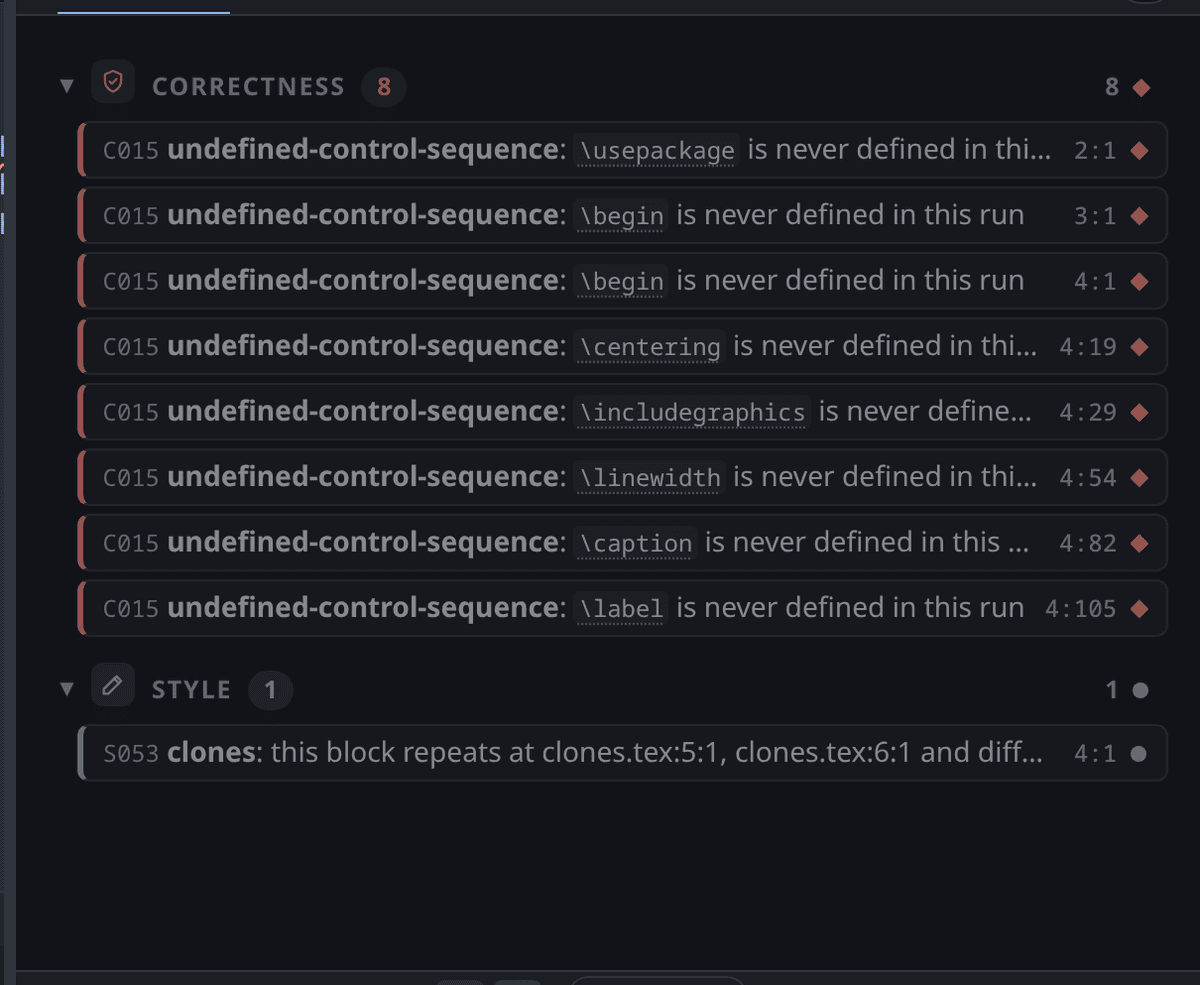 CORRECTNESS 8 8
C015 undefined-control-sequence: \usepackage is never defined in thi... 2:1
C015 undefined-control-sequence: \begin is never defined in this run 3:1
C015 undefined-control-sequence: \begin is never defined in this run 4:1
C015 undefined-control-sequence: \centering is never defined in thi... 4:19
C015 undefined-control-sequence: \includegraphics is never define... 4:29
C015 undefined-control-sequence: \linewidth is never defined in thi... 4:54
C015 undefined-control-sequence: \caption is never defined in this ... 4:82
C015 undefined-control-sequence: \label is never defined in this run 4:105
STYLE 1 1
S053 clones: this block repeats at clones.tex:5:1, clones.tex:6:1 and diff... 4:1